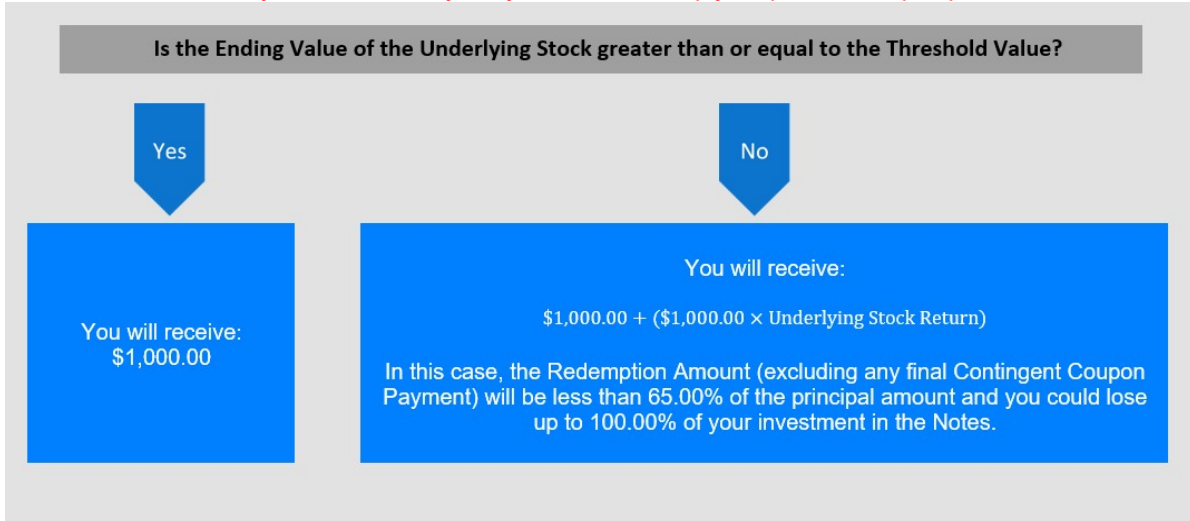 Is the Ending Value of the Underlying Stock greater than or equal to the Threshold Value?
Yes
No
You will receive:
$1,000.00
You will receive:
$1,000.00 + ($1,000.00 × Underlying Stock Return)
In this case, the Redemption Amount (excluding any final Contingent Coupon
Payment) will be less than 65.00% of the principal amount and you could lose
up to 100.00% of your investment in the Notes.